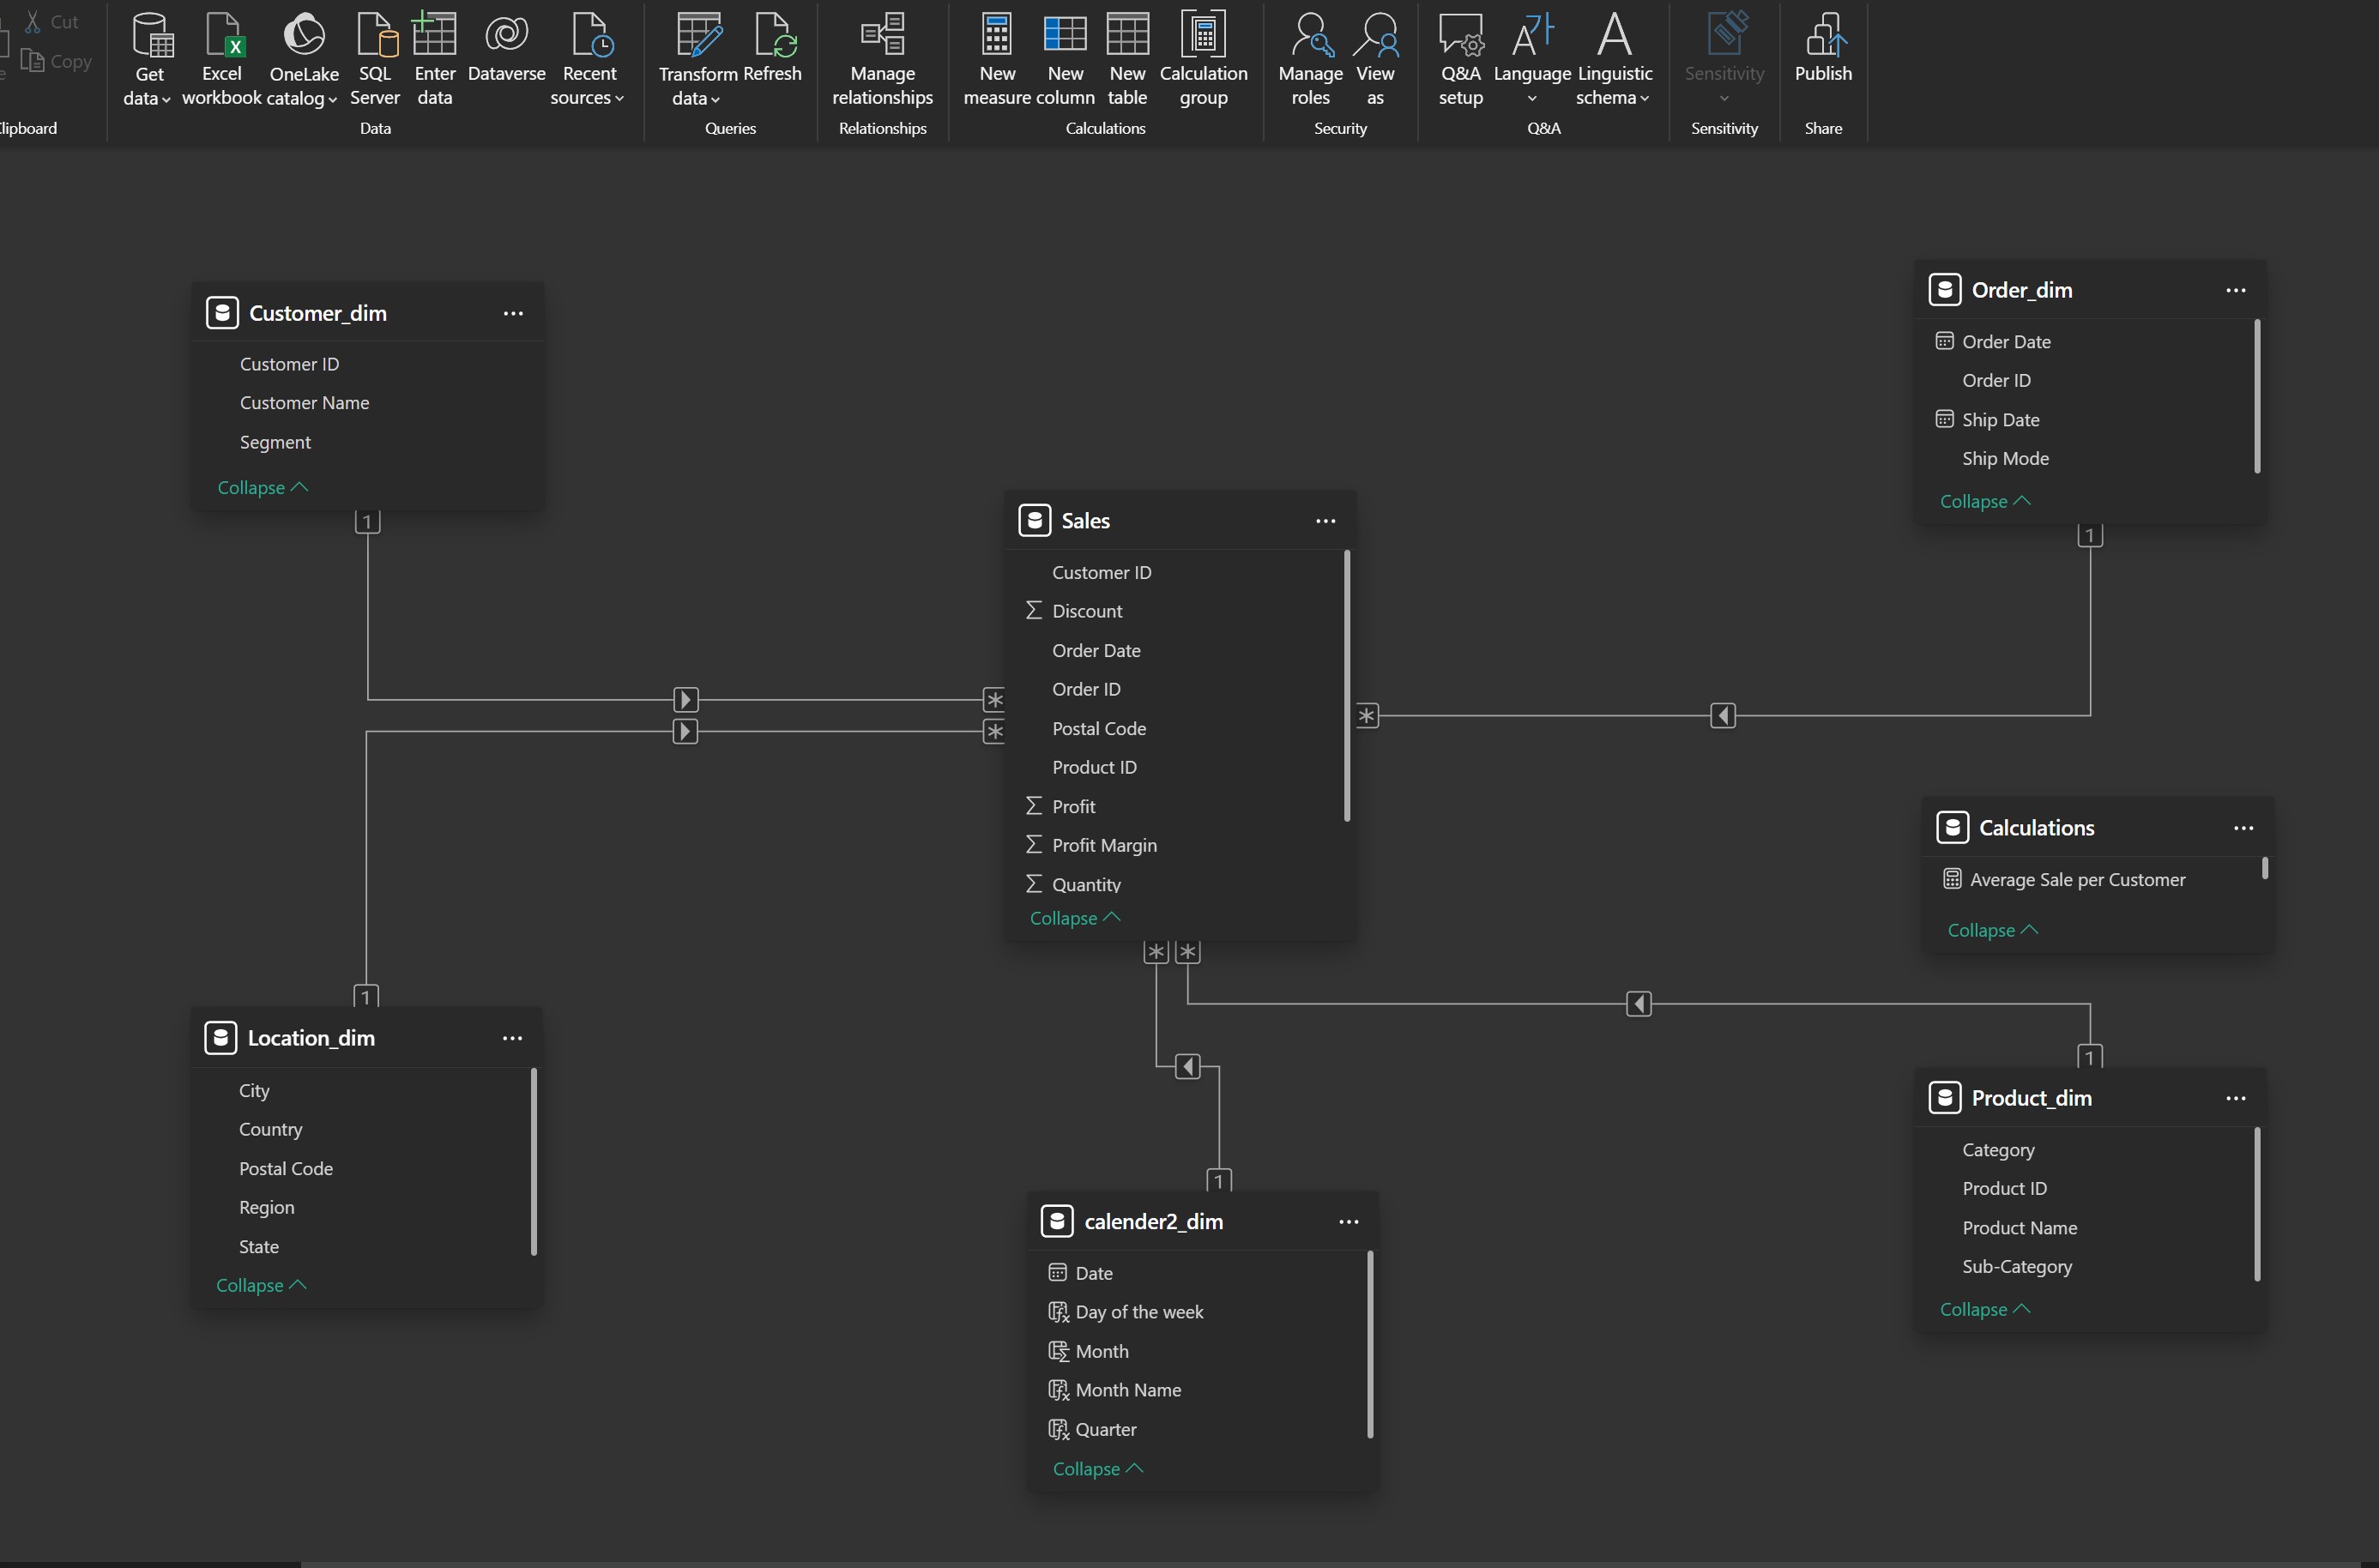 Cut
Copy
Clipboard
Get data
Excel workbook
OneLake catalog
SQL Server
Enter data
Dataverse
Recent sources
Data
Transform data
Refresh
Queries
Manage relationships
Relationships
New measure
New column
New table
Calculation group
Calculations
Manage roles
View as
Security
Q&A setup
Language
Linguistic schema
Q&A
Sensitivity
Sensitivity
Publish
Share
Customer_dim
Customer ID
Customer Name
Segment
Collapse
1
Order_dim
Order Date
Order ID
Ship Date
Ship Mode
Collapse
1
Sales
Customer ID
Discount
Order Date
Order ID
Postal Code
Product ID
Profit
Profit Margin
Quantity
Collapse
*
*
*
*
*
Calculations
Average Sale per Customer
Collapse
1
Location_dim
City
Country
Postal Code
Region
State
Collapse
1
calender2_dim
Date
Day of the week
Month
Month Name
Quarter
Collapse
1
Product_dim
Category
Product ID
Product Name
Sub-Category
Collapse